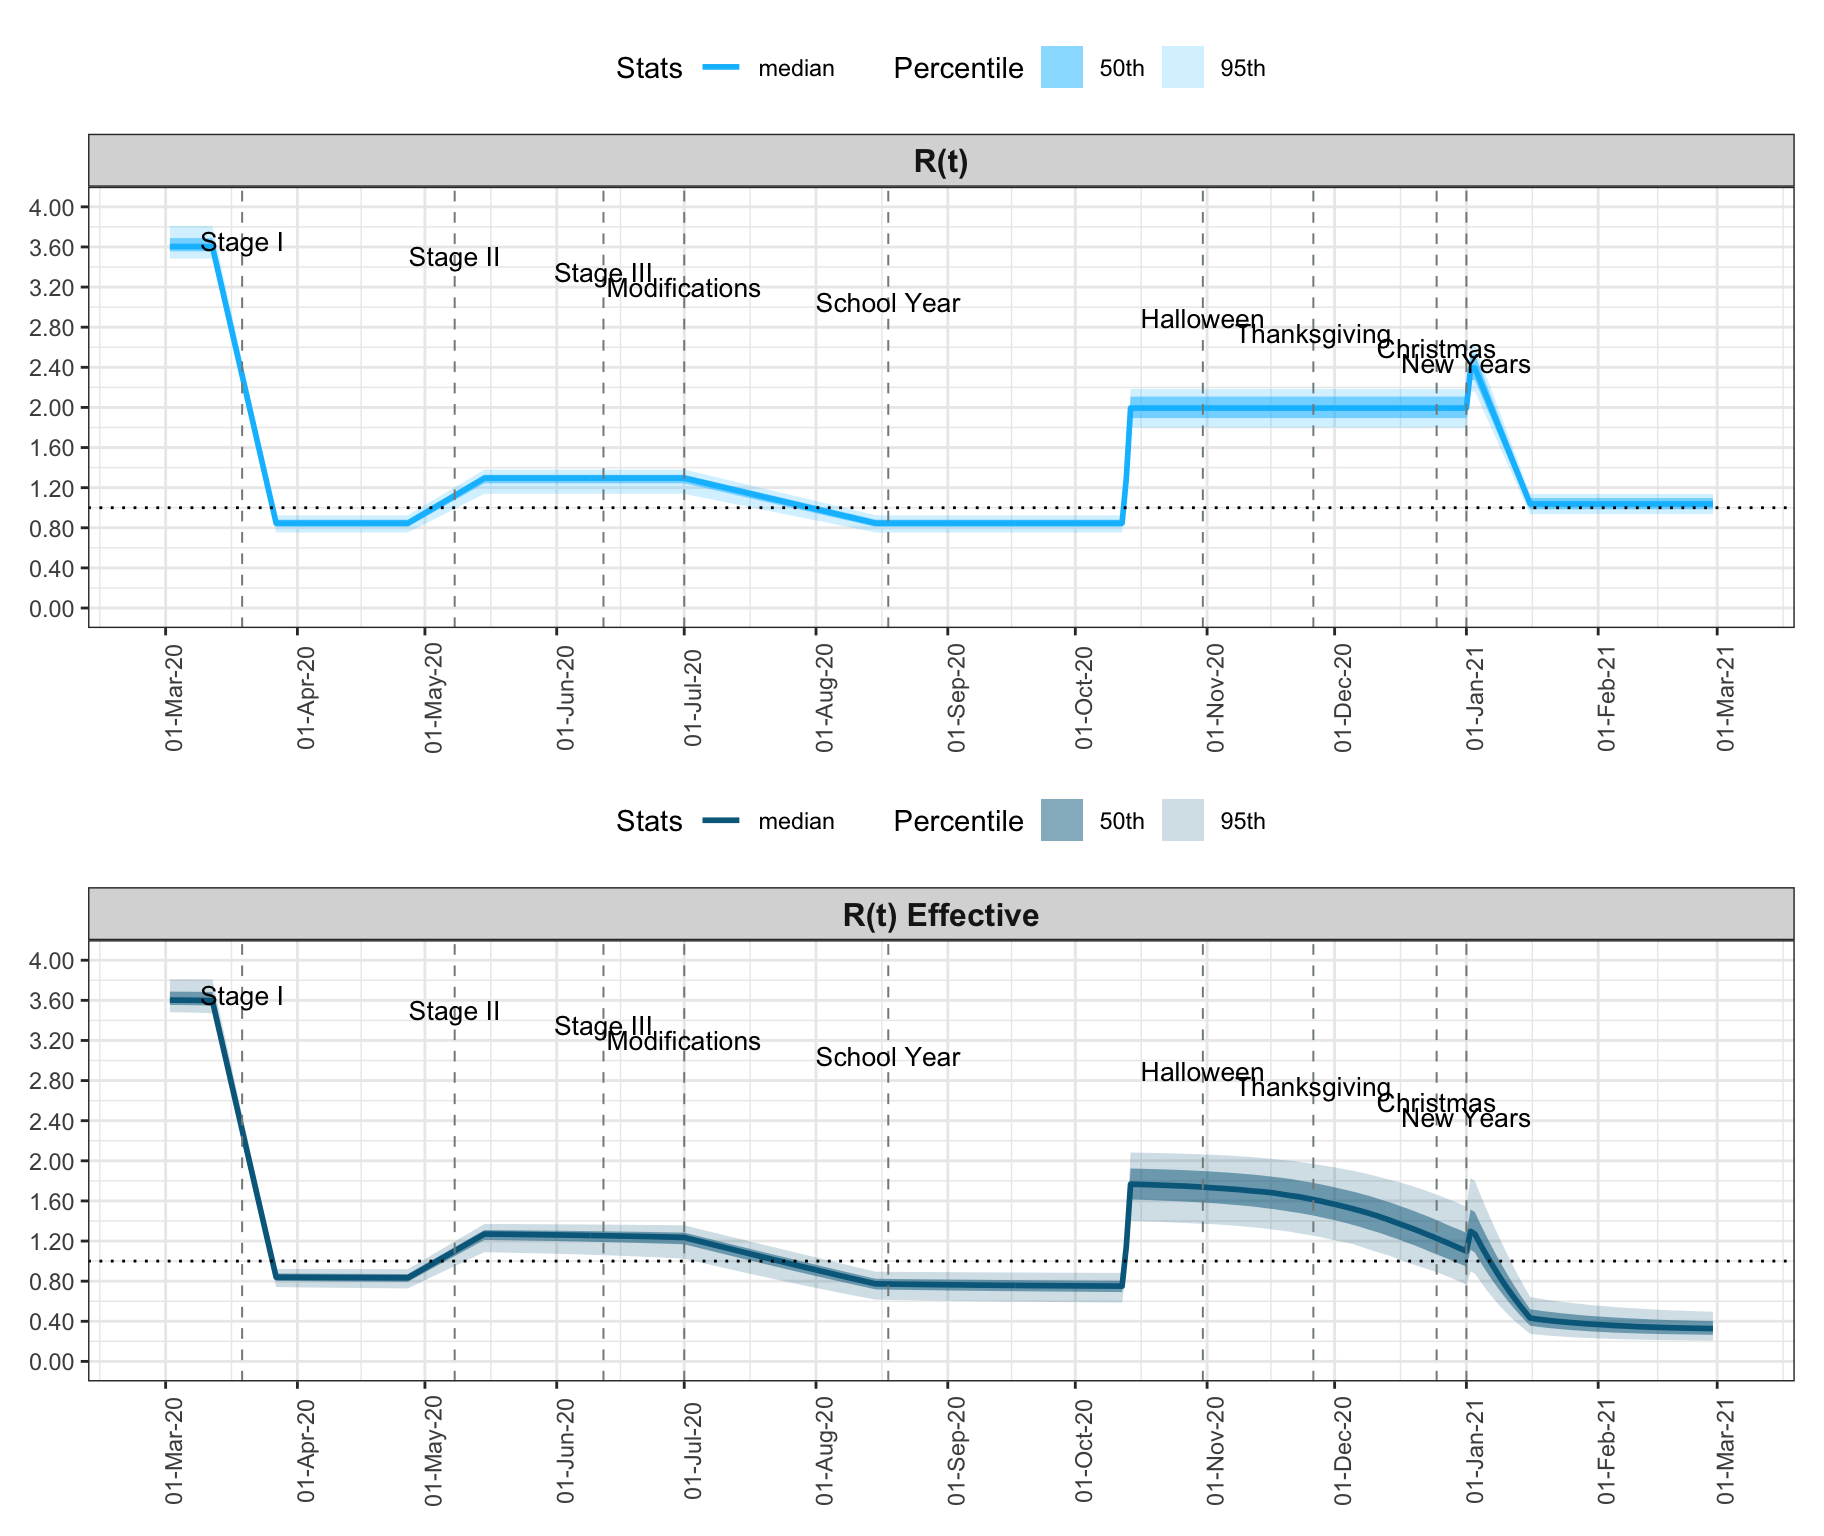 Stats median Percentile 50th 95th
R(t)
4.00
3.60
3.20
2.80
2.40
2.00
1.60
1.20
0.80
0.40
0.00
Stage I
Stage II
Stage III
Modifications
School Year
Halloween
Thanksgiving
Christmas
New Years
01-Mar-20 01-Apr-20 01-May-20 01-Jun-20 01-Jul-20 01-Aug-20 01-Sep-20 01-Oct-20 01-Nov-20 01-Dec-20 01-Jan-21 01-Feb-21 01-Mar-21
Stats median Percentile 50th 95th
R(t) Effective
4.00
3.60
3.20
2.80
2.40
2.00
1.60
1.20
0.80
0.40
0.00
Stage I
Stage II
Stage III
Modifications
School Year
Halloween
Thanksgiving
Christmas
New Years
01-Mar-20 01-Apr-20 01-May-20 01-Jun-20 01-Jul-20 01-Aug-20 01-Sep-20 01-Oct-20 01-Nov-20 01-Dec-20 01-Jan-21 01-Feb-21 01-Mar-21